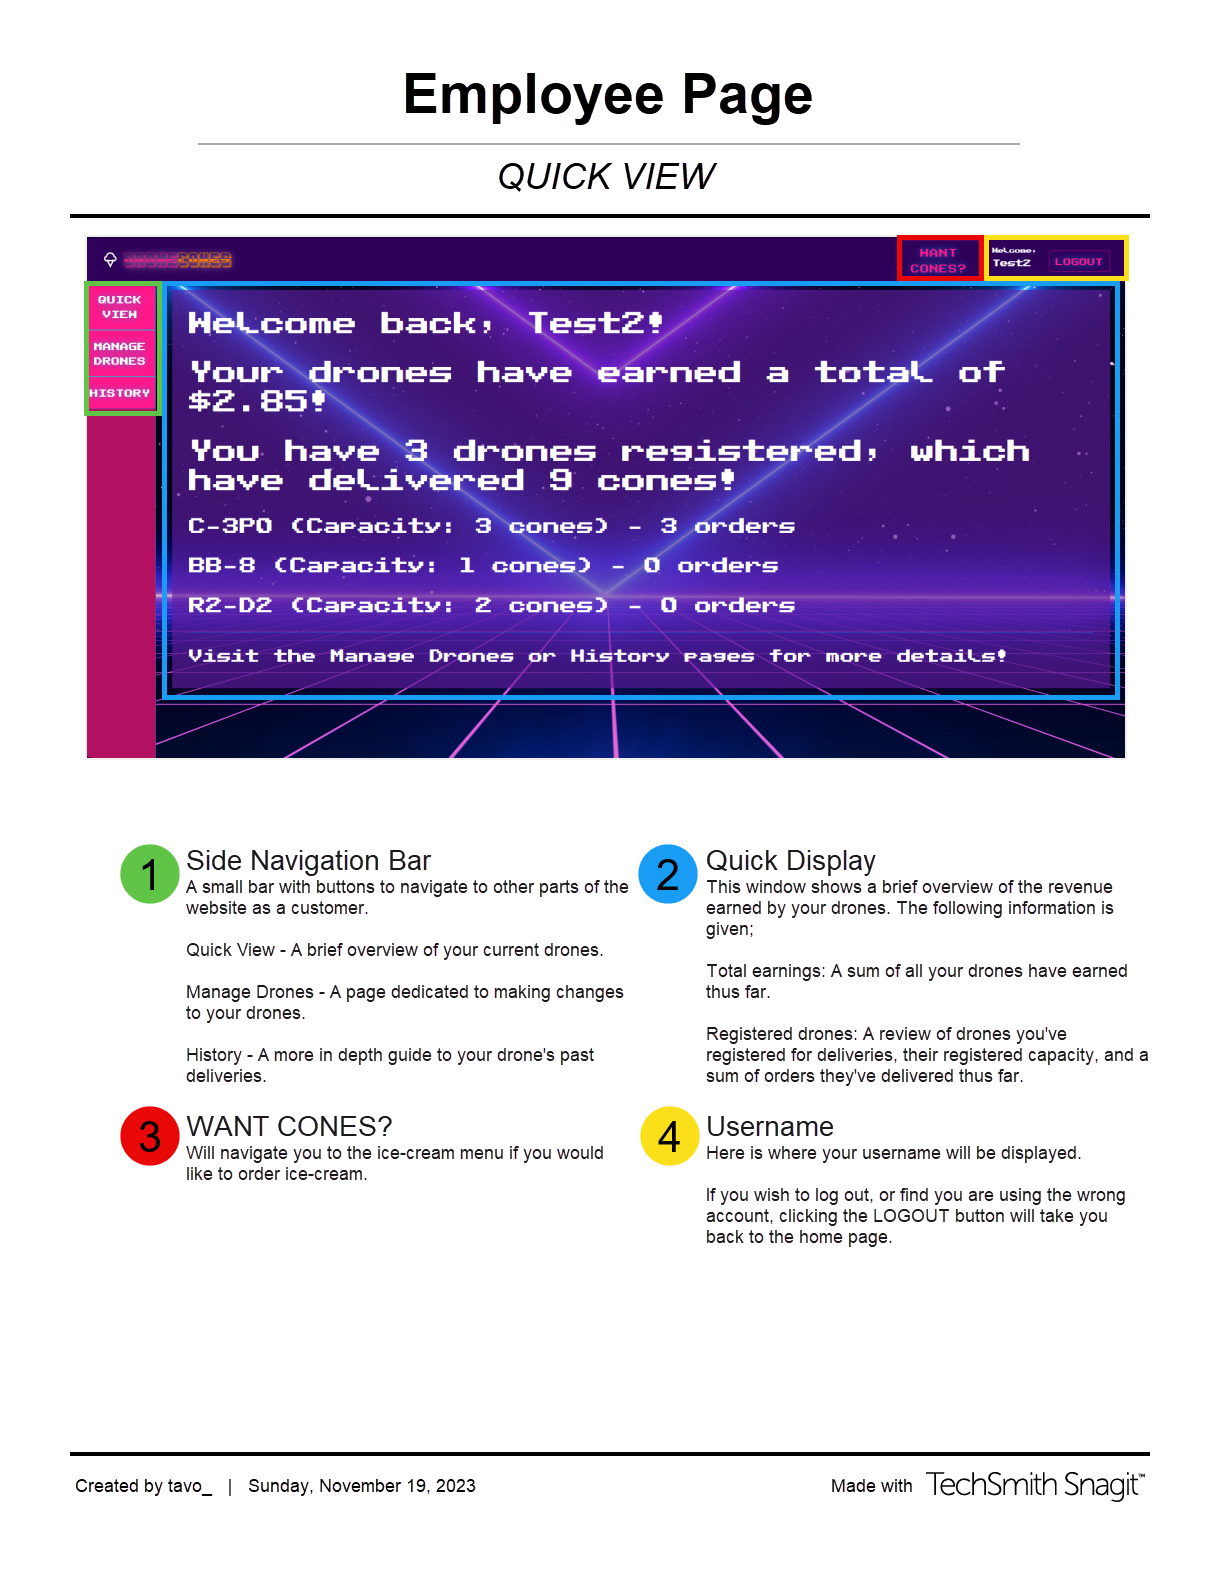 Employee Page
QUICK VIEW
DRONECONES
WANT
CONES?
Welcome,
Test2
LOGOUT
QUICK
VIEW
MANAGE
DRONES
HISTORY
Welcome back, Test2!
Your drones have earned a total of
$2.85!
You have 3 drones registered, which
have delivered 9 cones!
C-3PO (Capacity: 3 cones) - 3 orders
BB-8 (Capacity: 1 cones) - 0 orders
R2-D2 (Capacity: 2 cones) - 0 orders
Visit the Manage Drones or History pages for more details!
1
Side Navigation Bar
A small bar with buttons to navigate to other parts of the
website as a customer.
Quick View - A brief overview of your current drones.
Manage Drones - A page dedicated to making changes
to your drones.
History - A more in depth guide to your drone's past
deliveries.
2
Quick Display
This window shows a brief overview of the revenue
earned by your drones. The following information is
given;
Total earnings: A sum of all your drones have earned
thus far.
Registered drones: A review of drones you've
registered for deliveries, their registered capacity, and a
sum of orders they've delivered thus far.
3
WANT CONES?
Will navigate you to the ice-cream menu if you would
like to order ice-cream.
4
Username
Here is where your username will be displayed.
If you wish to log out, or find you are using the wrong
account, clicking the LOGOUT button will take you
back to the home page.
Created by tavo_ | Sunday, November 19, 2023
Made with TechSmith Snagit™